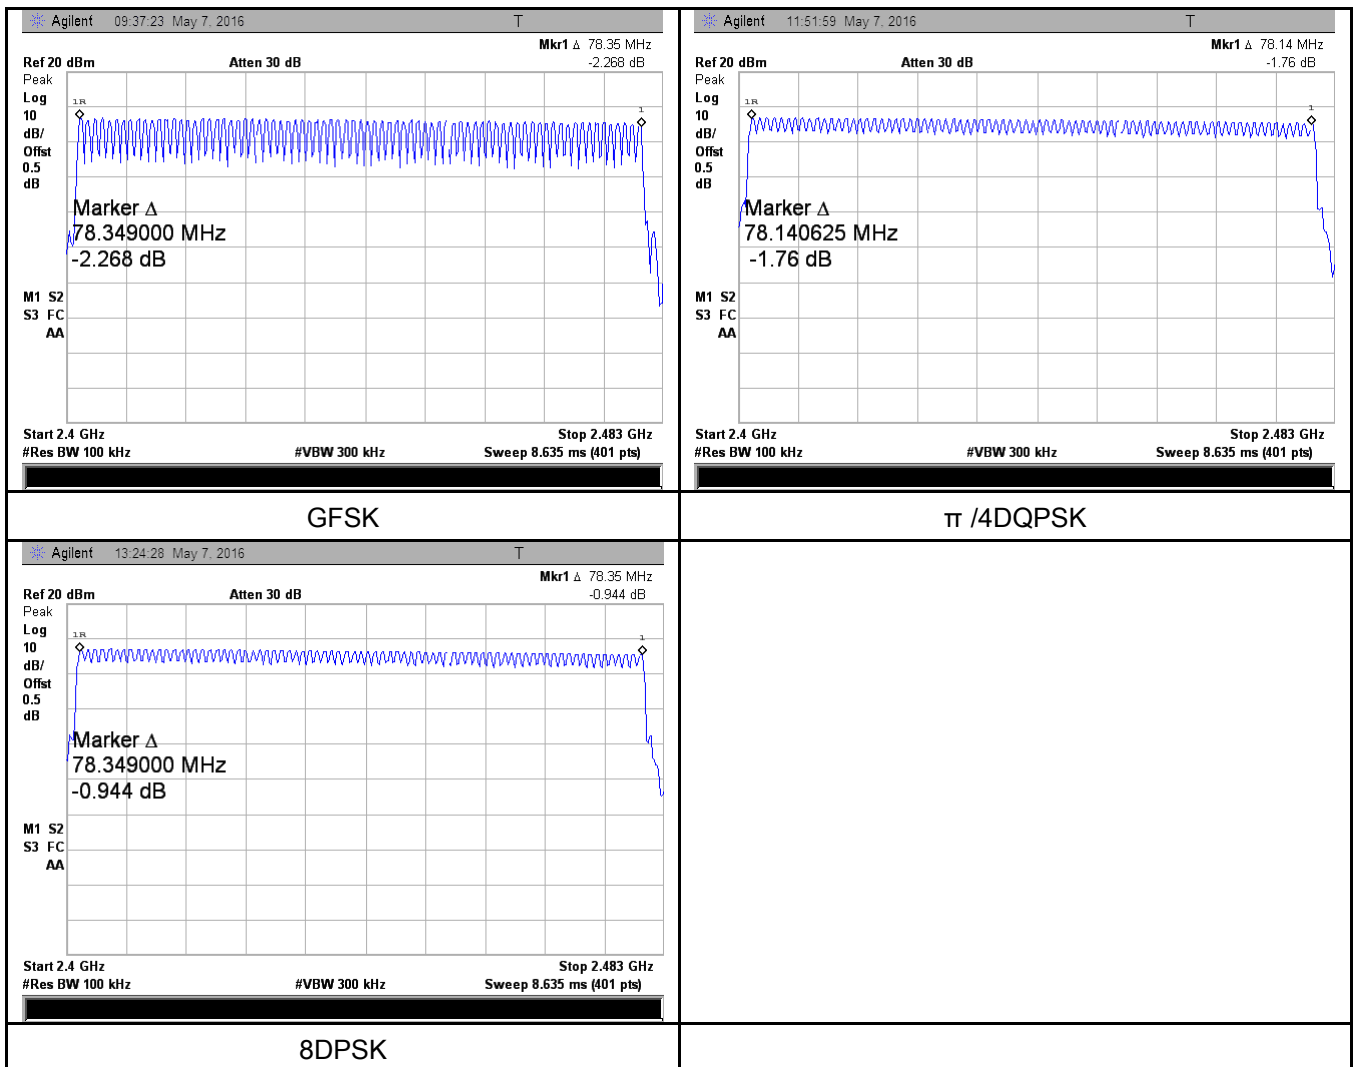 Agilent 09:37:23 May 7, 2016 T
Mkr1 Δ 78.35 MHz
Ref 20 dBm Atten 30 dB -2.268 dB
Peak
Log
10
dB/
Offst
0.5
dB
1R
1
Marker Δ
78.349000 MHz
-2.268 dB
M1 S2
S3 FC
AA
Start 2.4 GHz Stop 2.483 GHz
#Res BW 100 kHz #VBW 300 kHz Sweep 8.635 ms (401 pts)
GFSK
Agilent 11:51:59 May 7, 2016 T
Mkr1 Δ 78.14 MHz
Ref 20 dBm Atten 30 dB -1.76 dB
Peak
Log
10
dB/
Offst
0.5
dB
1R
1
Marker Δ
78.140625 MHz
-1.76 dB
M1 S2
S3 FC
AA
Start 2.4 GHz Stop 2.483 GHz
#Res BW 100 kHz #VBW 300 kHz Sweep 8.635 ms (401 pts)
π /4DQPSK
Agilent 13:24:28 May 7, 2016 T
Mkr1 Δ 78.35 MHz
Ref 20 dBm Atten 30 dB -0.944 dB
Peak
Log
10
dB/
Offst
0.5
dB
1R
1
Marker Δ
78.349000 MHz
-0.944 dB
M1 S2
S3 FC
AA
Start 2.4 GHz Stop 2.483 GHz
#Res BW 100 kHz #VBW 300 kHz Sweep 8.635 ms (401 pts)
8DPSK